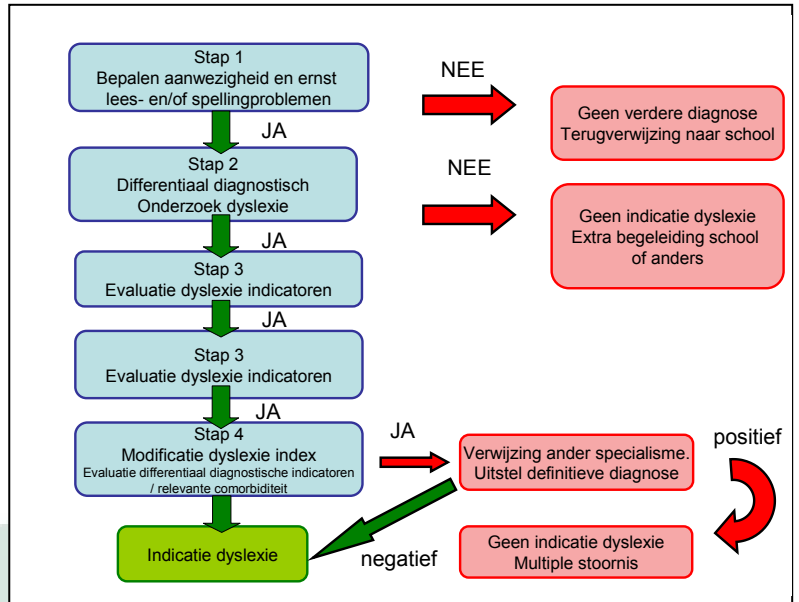 Stap 1
Bepalen aanwezigheid en ernst
lees- en/of spellingproblemen
NEE
Geen verdere diagnose
Terugverwijzing naar school
JA
Stap 2
Differentiaal diagnostisch
Onderzoek dyslexie
NEE
Geen indicatie dyslexie
Extra begeleiding school
of anders
JA
Stap 3
Evaluatie dyslexie indicatoren
JA
Stap 3
Evaluatie dyslexie indicatoren
JA
Stap 4
Modificatie dyslexie index
Evaluatie differentiaal diagnostische indicatoren
/ relevante comorbiditeit
JA
Verwijzing ander specialisme.
Uitstel definitieve diagnose
positief
Indicatie dyslexie
negatief
Geen indicatie dyslexie
Multiple stoornis